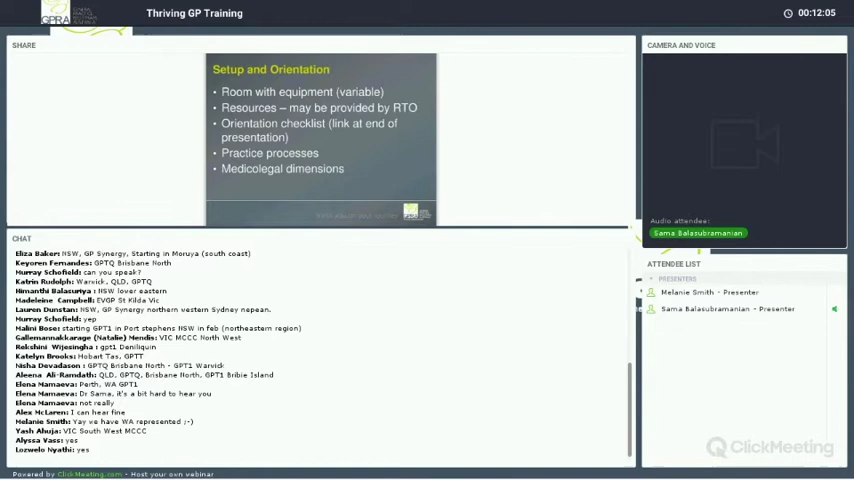 GPRA
Thriving GP Training
00:12:05
SHARE
Setup and Orientation
• Room with equipment (variable)
• Resources – may be provided by RTO
• Orientation checklist (link at end of
presentation)
• Practice processes
• Medicolegal dimensions
CHAT
Eliza Baker: NSW, GP Synergy, Starting in Moruya (south coast)
Keyoren Fernandes: GPTQ Brisbane North
Murray Schofield: can you speak?
Katrin Rudolph: Warwick, QLD, GPTQ
Himanthi Balasuriya: NSW lover eastern
Madeleine Campbell: EVGP St Kilda Vic
Lauren Dunstan: NSW, GP Synergy northern western Sydney nepean.
Murray Schofield: yep
Malini Bose: starting GPT1 in Port stephens NSW in feb (northeastern region)
Gallemannakkarage (Natalie) Mendis: VIC MCCC North West
Rekshini Wijesingha: gpt1 Deniliquin
Katelyn Brooks: Hobart Tas, GPTT
Nisha Devadason: GPTQ Brisbane North - GPT1 Warwick
Aleena Ali-Ramdath: QLD, GPTQ, Brisbane North, GPT1 Bribie Island
Elena Mamaeva: Perth, WA GPT1
Elena Mamaeva: Dr Sama, it's a bit hard to hear you
Elena Mamaeva: not really
Alex McLaren: I can hear fine
Melanie Smith: Yay we have WA represented ;-)
Yash Ahuja: VIC South West MCCC
Alyssa Vass: yes
Lozwelo Nyathi: yes
Powered by ClickMeeting.com - Host your own webinar
CAMERA AND VOICE
Audio attendee:
Sama Balasubramanian
ATTENDEE LIST
PRESENTERS
Melanie Smith - Presenter
Sama Balasubramanian - Presenter
ClickMeeting